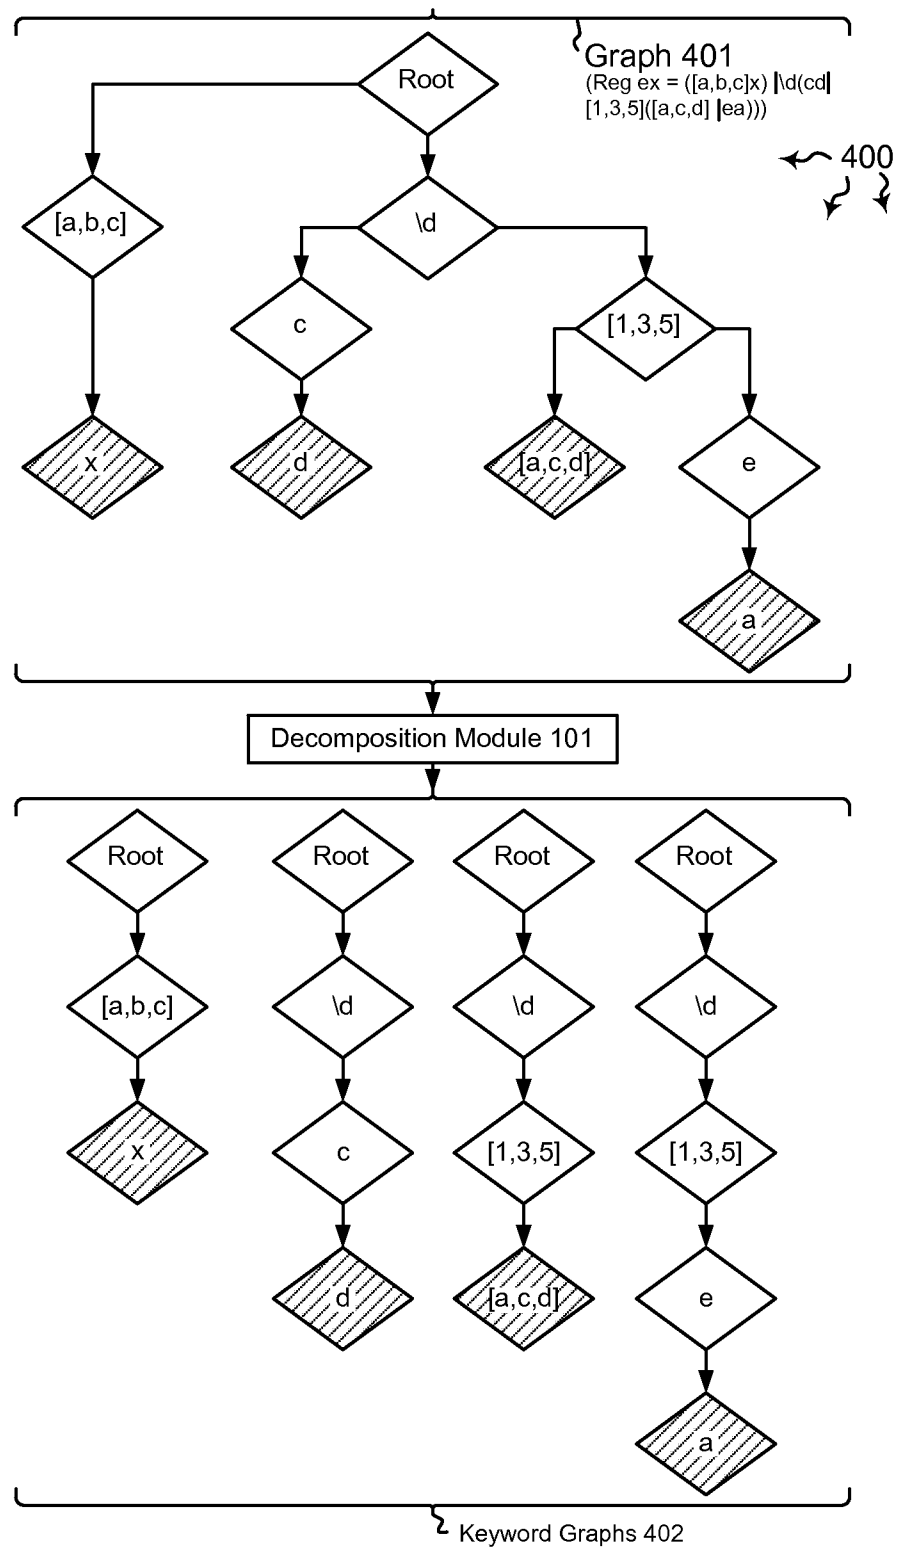 Graph 401
(Reg ex = ([a,b,c]x) |\d(cd|
[1,3,5]([a,c,d] |ea)))
Root
400
[a,b,c]
\d
c
[1,3,5]
x
d
[a,c,d]
e
a
Decomposition Module 101
Root Root Root Root
[a,b,c] \d \d \d
x c [1,3,5] [1,3,5]
d [a,c,d] e
a
Keyword Graphs 402